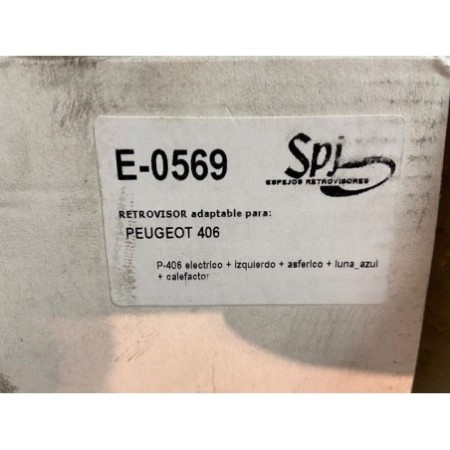 E-0569
Spj
ESPEJOS RETROVISORES
RETROVISOR adaptable para:
PEUGEOT 406
P-406 electrico + izquierdo + asferico + luna_azul
+ calefactor